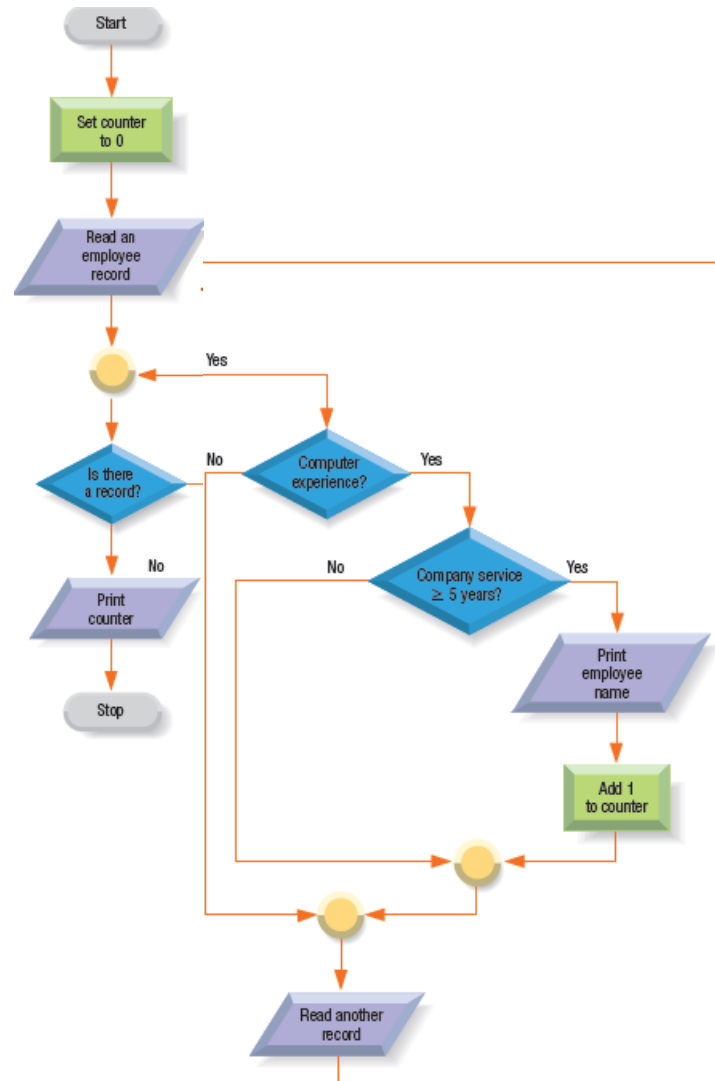 Start
Set counter
to 0
Read an
employee
record
Yes
Is there
a record?
No
Computer
experience?
Yes
No
Company service
≥ 5 years?
Yes
No
Print
counter
Print
employee
name
Stop
Add 1
to counter
Read another
record